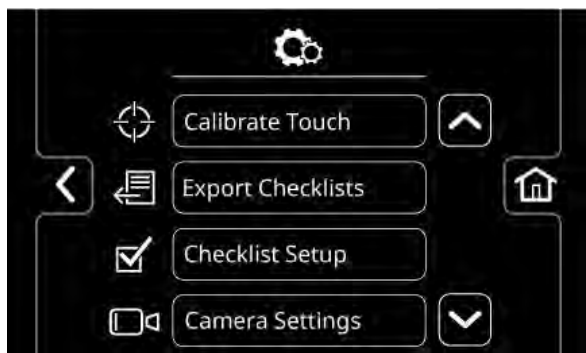 Calibrate Touch
Export Checklists
Checklist Setup
Camera Settings